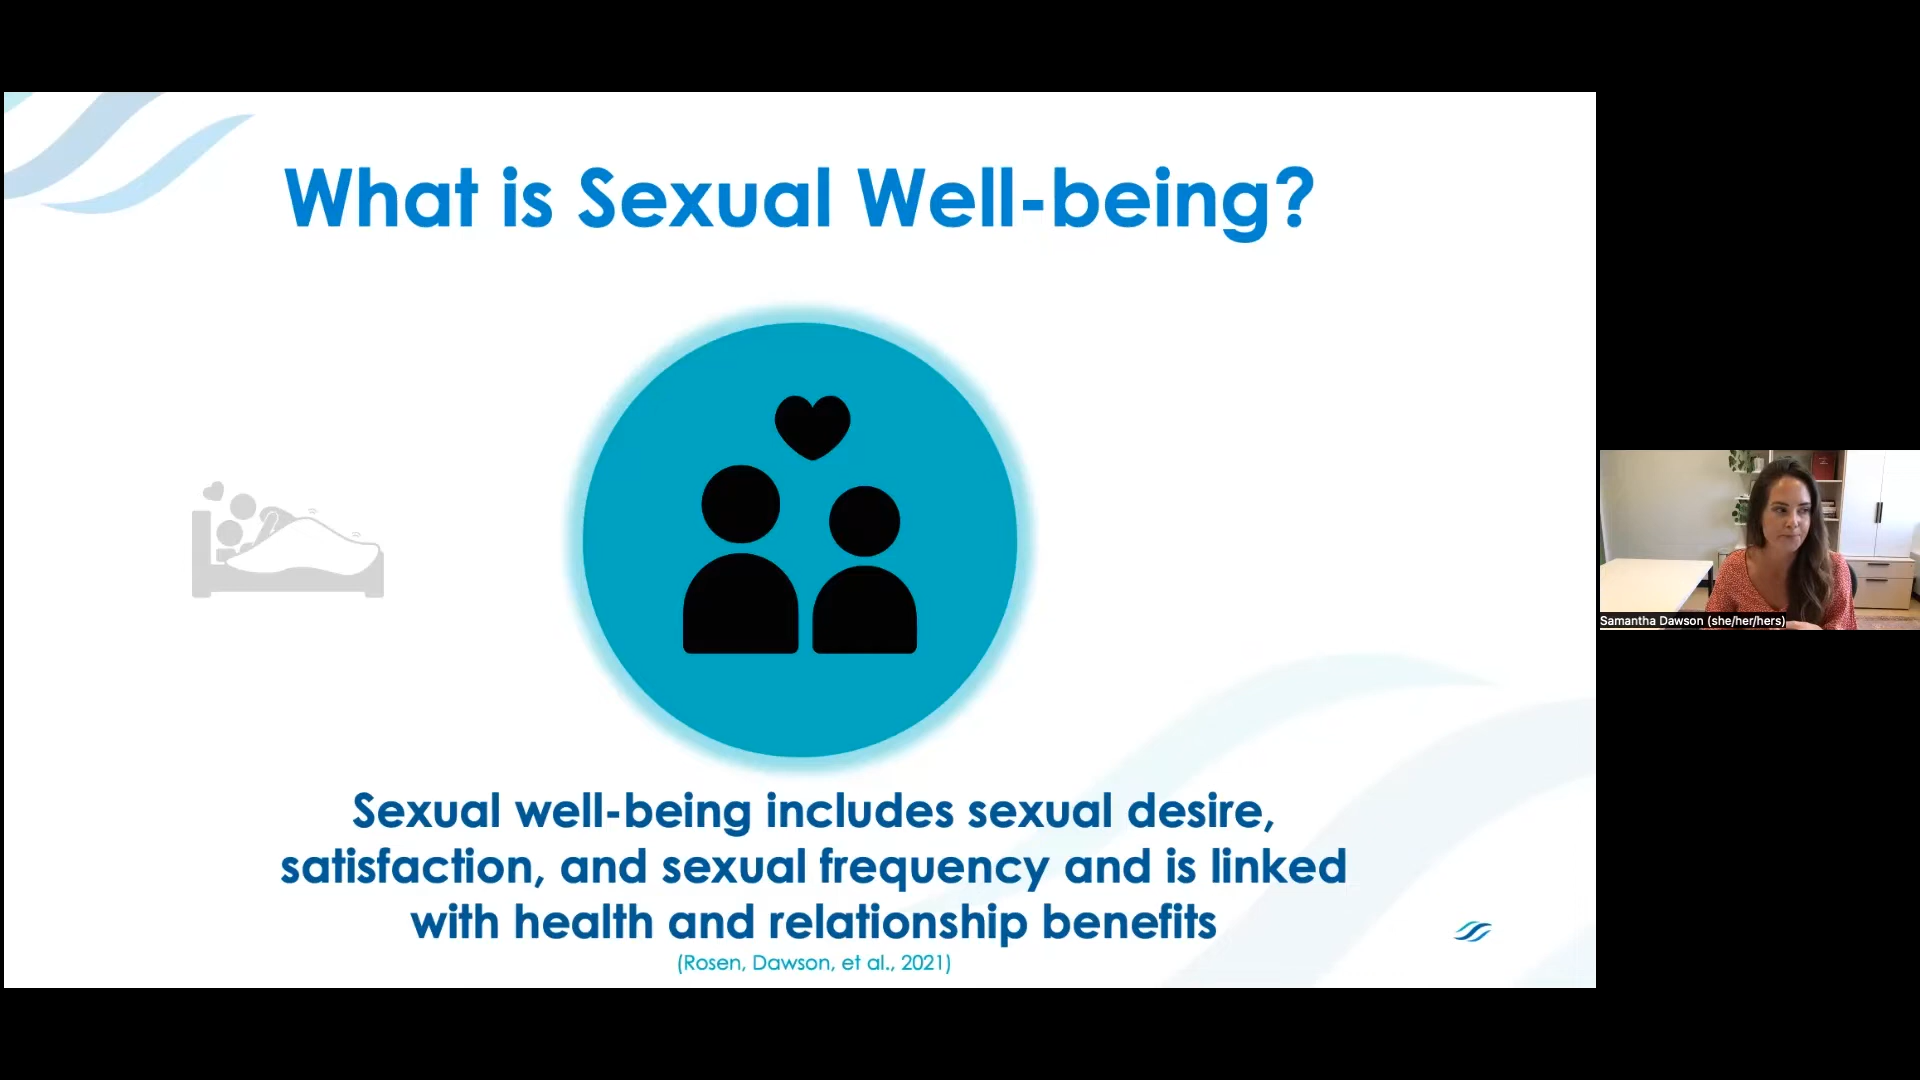 What is Sexual Well-being?
Sexual well-being includes sexual desire,
satisfaction, and sexual frequency and is linked
with health and relationship benefits
(Rosen, Dawson, et al., 2021)
Samantha Dawson (she/her/hers)